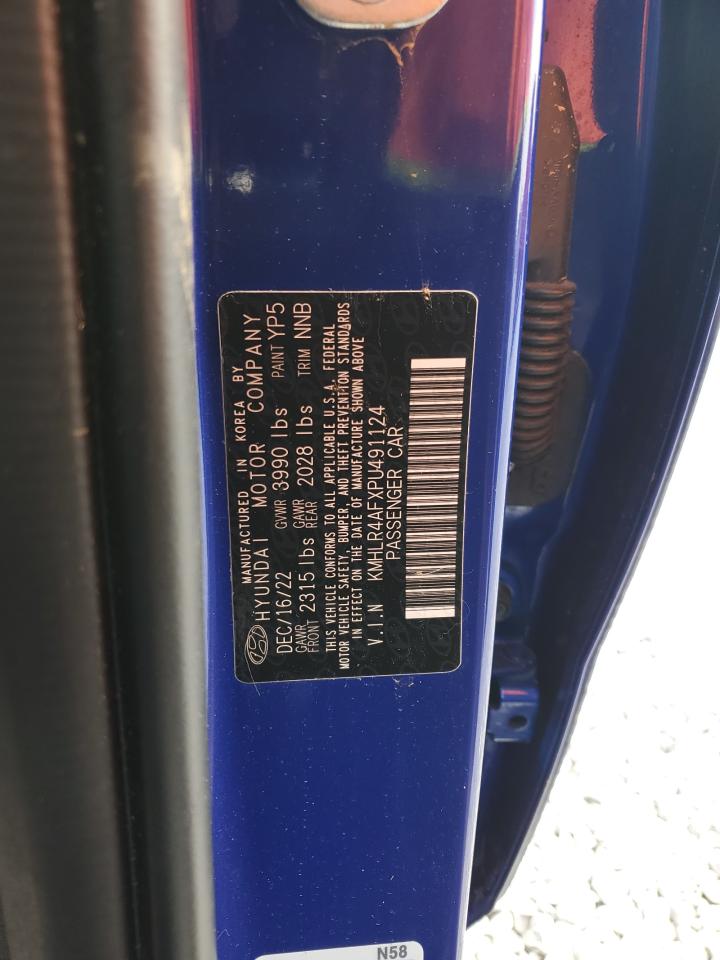 MANUFACTURED IN KOREA BY
HYUNDAI MOTOR COMPANY
DEC/16/22 GVWR 3990 lbs PAINT YP5
GAWR FRONT 2315 lbs GAWR REAR 2028 lbs TRIM NNB
THIS VEHICLE CONFORMS TO ALL APPLICABLE U.S.A. FEDERAL
MOTOR VEHICLE SAFETY, BUMPER, AND THEFT PREVENTION STANDARDS
IN EFFECT ON THE DATE OF MANUFACTURE SHOWN ABOVE
V.I.N KMHLR4AFXPU491124
PASSENGER CAR
N58